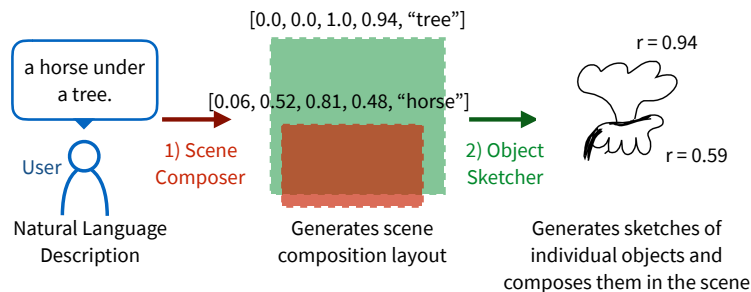 a horse under
a tree.
User
Natural Language
Description
1) Scene
Composer
[0.0, 0.0, 1.0, 0.94, “tree”]
[0.06, 0.52, 0.81, 0.48, “horse”]
Generates scene
composition layout
2) Object
Sketcher
r = 0.94
r = 0.59
Generates sketches of
individual objects and
composes them in the scene